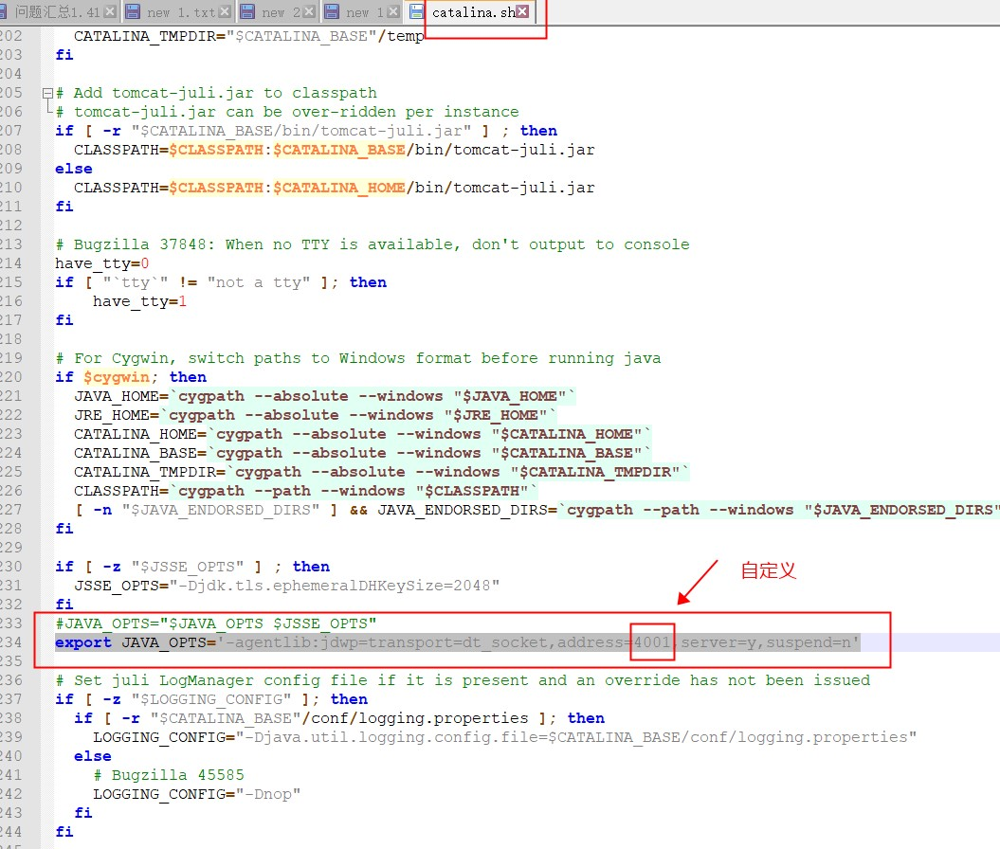 问题汇总1.41 new 1.txt new 2 new 1 catalina.sh
202 CATALINA_TMPDIR="$CATALINA_BASE"/temp
203 fi
204
205 # Add tomcat-juli.jar to classpath
206 # tomcat-juli.jar can be over-ridden per instance
207 if [ -r "$CATALINA_BASE/bin/tomcat-juli.jar" ] ; then
208 CLASSPATH=$CLASSPATH:$CATALINA_BASE/bin/tomcat-juli.jar
209 else
210 CLASSPATH=$CLASSPATH:$CATALINA_HOME/bin/tomcat-juli.jar
211 fi
212
213 # Bugzilla 37848: When no TTY is available, don't output to console
214 have_tty=0
215 if [ "`tty`" != "not a tty" ]; then
216 have_tty=1
217 fi
218
219 # For Cygwin, switch paths to Windows format before running java
220 if $cygwin; then
221 JAVA_HOME=`cygpath --absolute --windows "$JAVA_HOME"`
222 JRE_HOME=`cygpath --absolute --windows "$JRE_HOME"`
223 CATALINA_HOME=`cygpath --absolute --windows "$CATALINA_HOME"`
224 CATALINA_BASE=`cygpath --absolute --windows "$CATALINA_BASE"`
225 CATALINA_TMPDIR=`cygpath --absolute --windows "$CATALINA_TMPDIR"`
226 CLASSPATH=`cygpath --path --windows "$CLASSPATH"`
227 [ -n "$JAVA_ENDORSED_DIRS" ] && JAVA_ENDORSED_DIRS=`cygpath --path --windows "$JAVA_ENDORSED_DIRS"
228 fi
229
230 if [ -z "$JSSE_OPTS" ] ; then
自定义
231 JSSE_OPTS="-Djdk.tls.ephemeralDHKeySize=2048"
232 fi
233 #JAVA_OPTS="$JAVA_OPTS $JSSE_OPTS"
234 export JAVA_OPTS='-agentlib:jdwp=transport=dt_socket,address=4001,server=y,suspend=n'
235
236 # Set juli LogManager config file if it is present and an override has not been issued
237 if [ -z "$LOGGING_CONFIG" ]; then
238 if [ -r "$CATALINA_BASE"/conf/logging.properties ]; then
239 LOGGING_CONFIG="-Djava.util.logging.config.file=$CATALINA_BASE/conf/logging.properties"
240 else
241 # Bugzilla 45585
242 LOGGING_CONFIG="-Dnop"
243 fi
244 fi